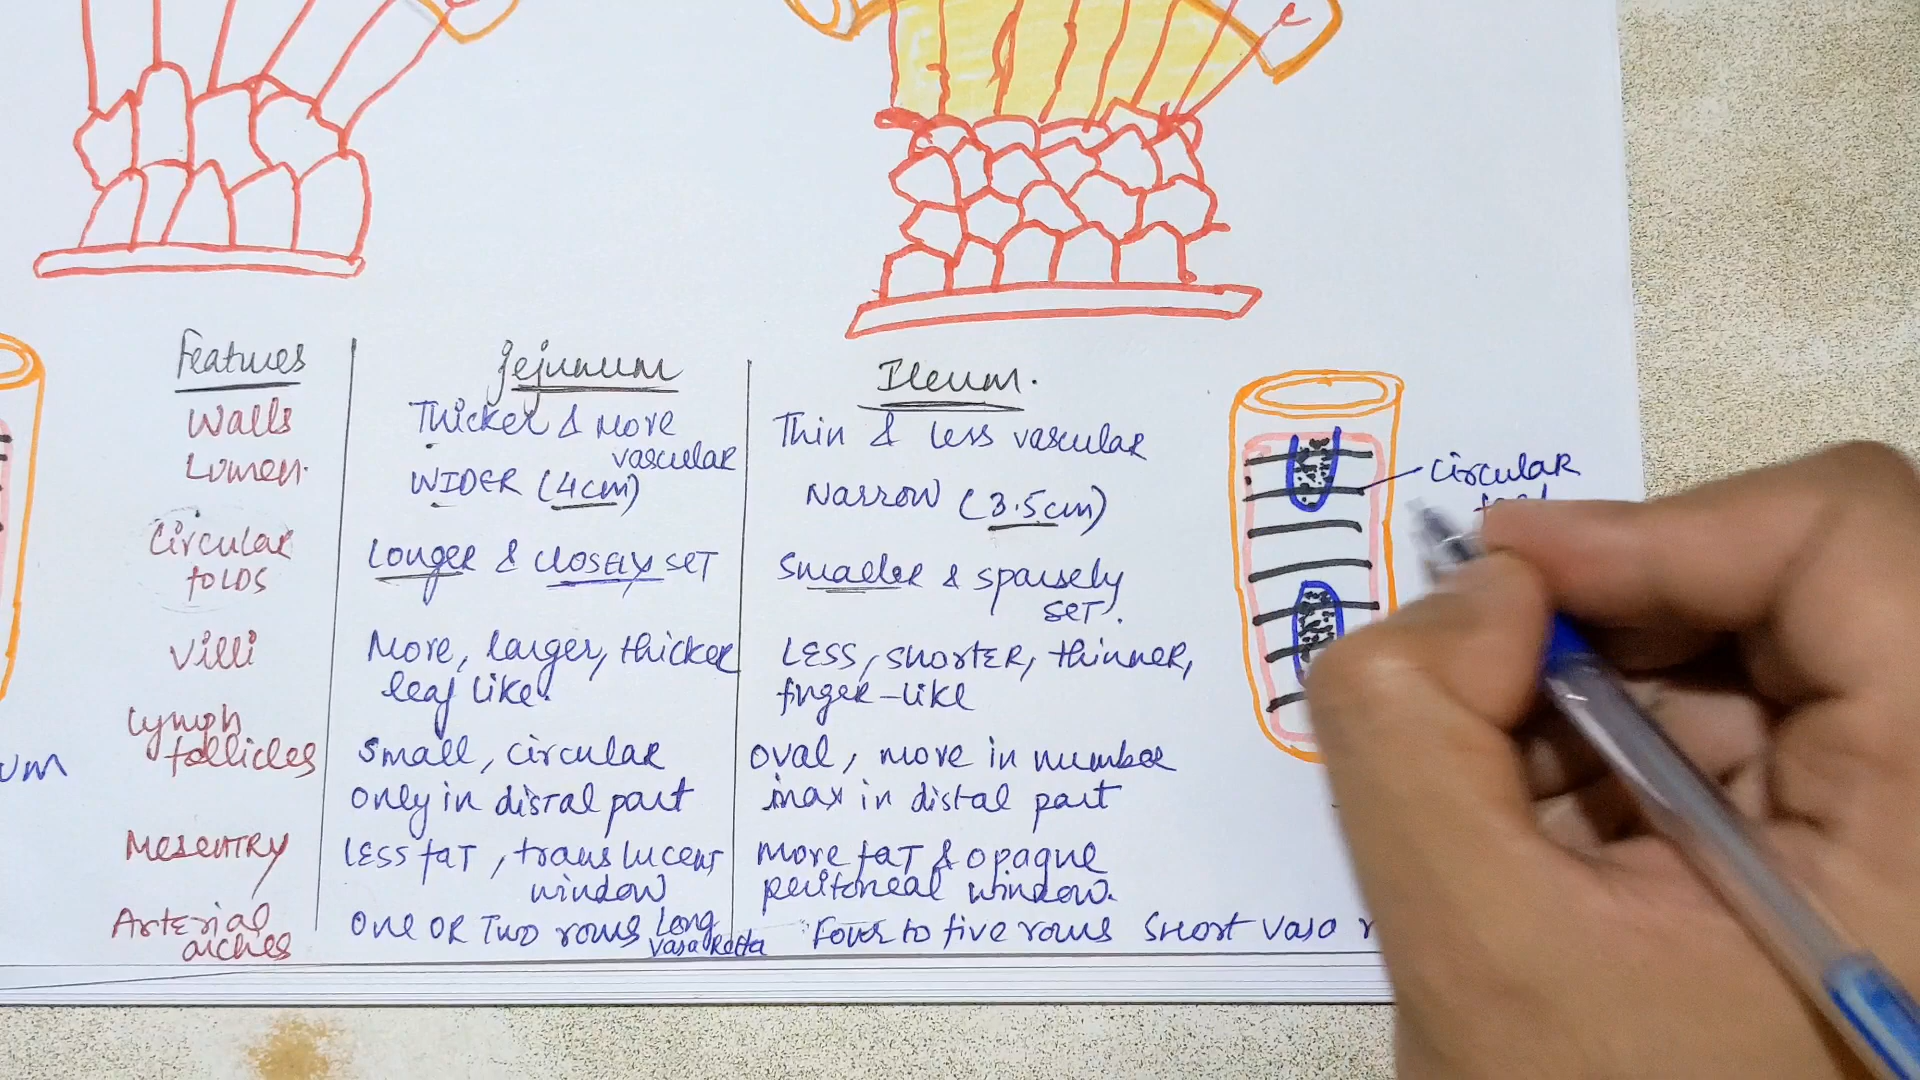 Features
Jejunum
Ileum.
Walls
Thicker & More
vascular
Thin & Less vascular
Lumen.
WIDER (4cm)
Narrow (3.5cm)
Circular
FOLDS
Longer & closely set
Smaller & sparsely
SET.
Villi
More, larger, thicker
leaf like.
LESS, shorter, thinner,
finger-like
Lymph
follicles
small, circular
only in distal part
oval, more in number
max in distal part
Mesentry
LESS faT, translucent
window
More faT & opaque
peritoneal window.
Arterial
arches
One OR Two rows Long
vasa Recta
Four to five rows Short vasa r
circular
um